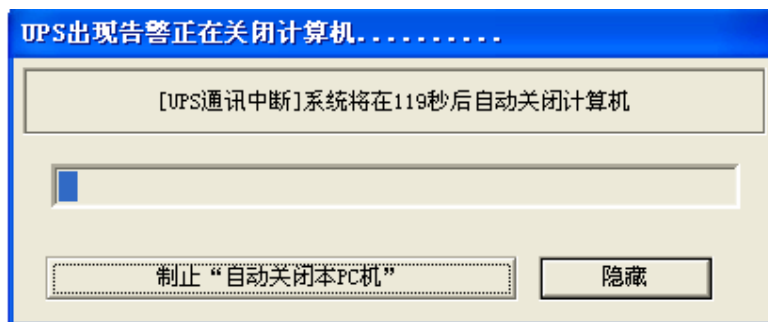 UPS出现告警正在关闭计算机..........
[UPS通讯中断]系统将在119秒后自动关闭计算机
制止“自动关闭本PC机” 隐藏